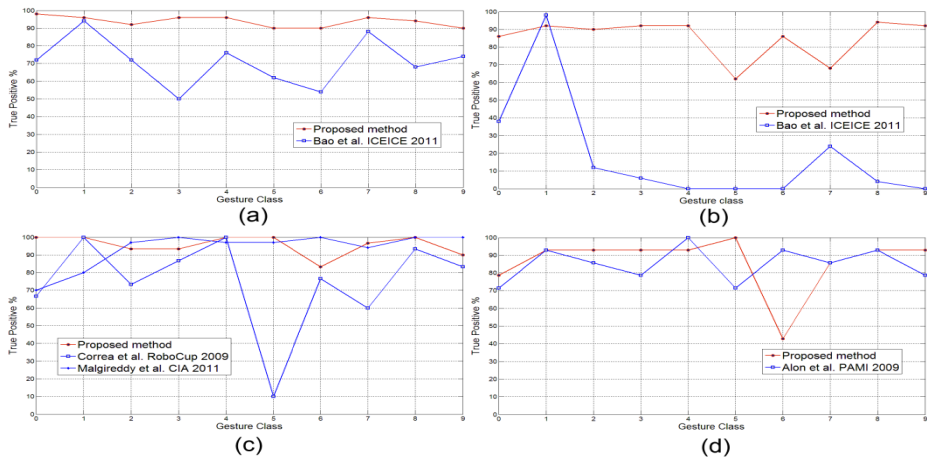 100
90
80
70
60
50
40
30
20
10
0
True Positive %
Proposed method
Bao et al. ICEICE 2011
0 1 2 3 4 5 6 7 8 9
Gesture Class
(a)
100
90
80
70
60
50
40
30
20
10
0
True Positive %
Proposed method
Bao et al. ICEICE 2011
0 1 2 3 4 5 6 7 8 9
Gesture Class
(b)
100
90
80
70
60
50
40
30
20
10
0
True Positive %
Proposed method
Correa et al. RoboCup 2009
Malgireddy et al. CIA 2011
0 1 2 3 4 5 6 7 8 9
Gesture Class
(c)
100
90
80
70
60
50
40
30
20
10
0
True Positive %
Proposed method
Alon et al. PAMI 2009
0 1 2 3 4 5 6 7 8 9
Gesture Class
(d)